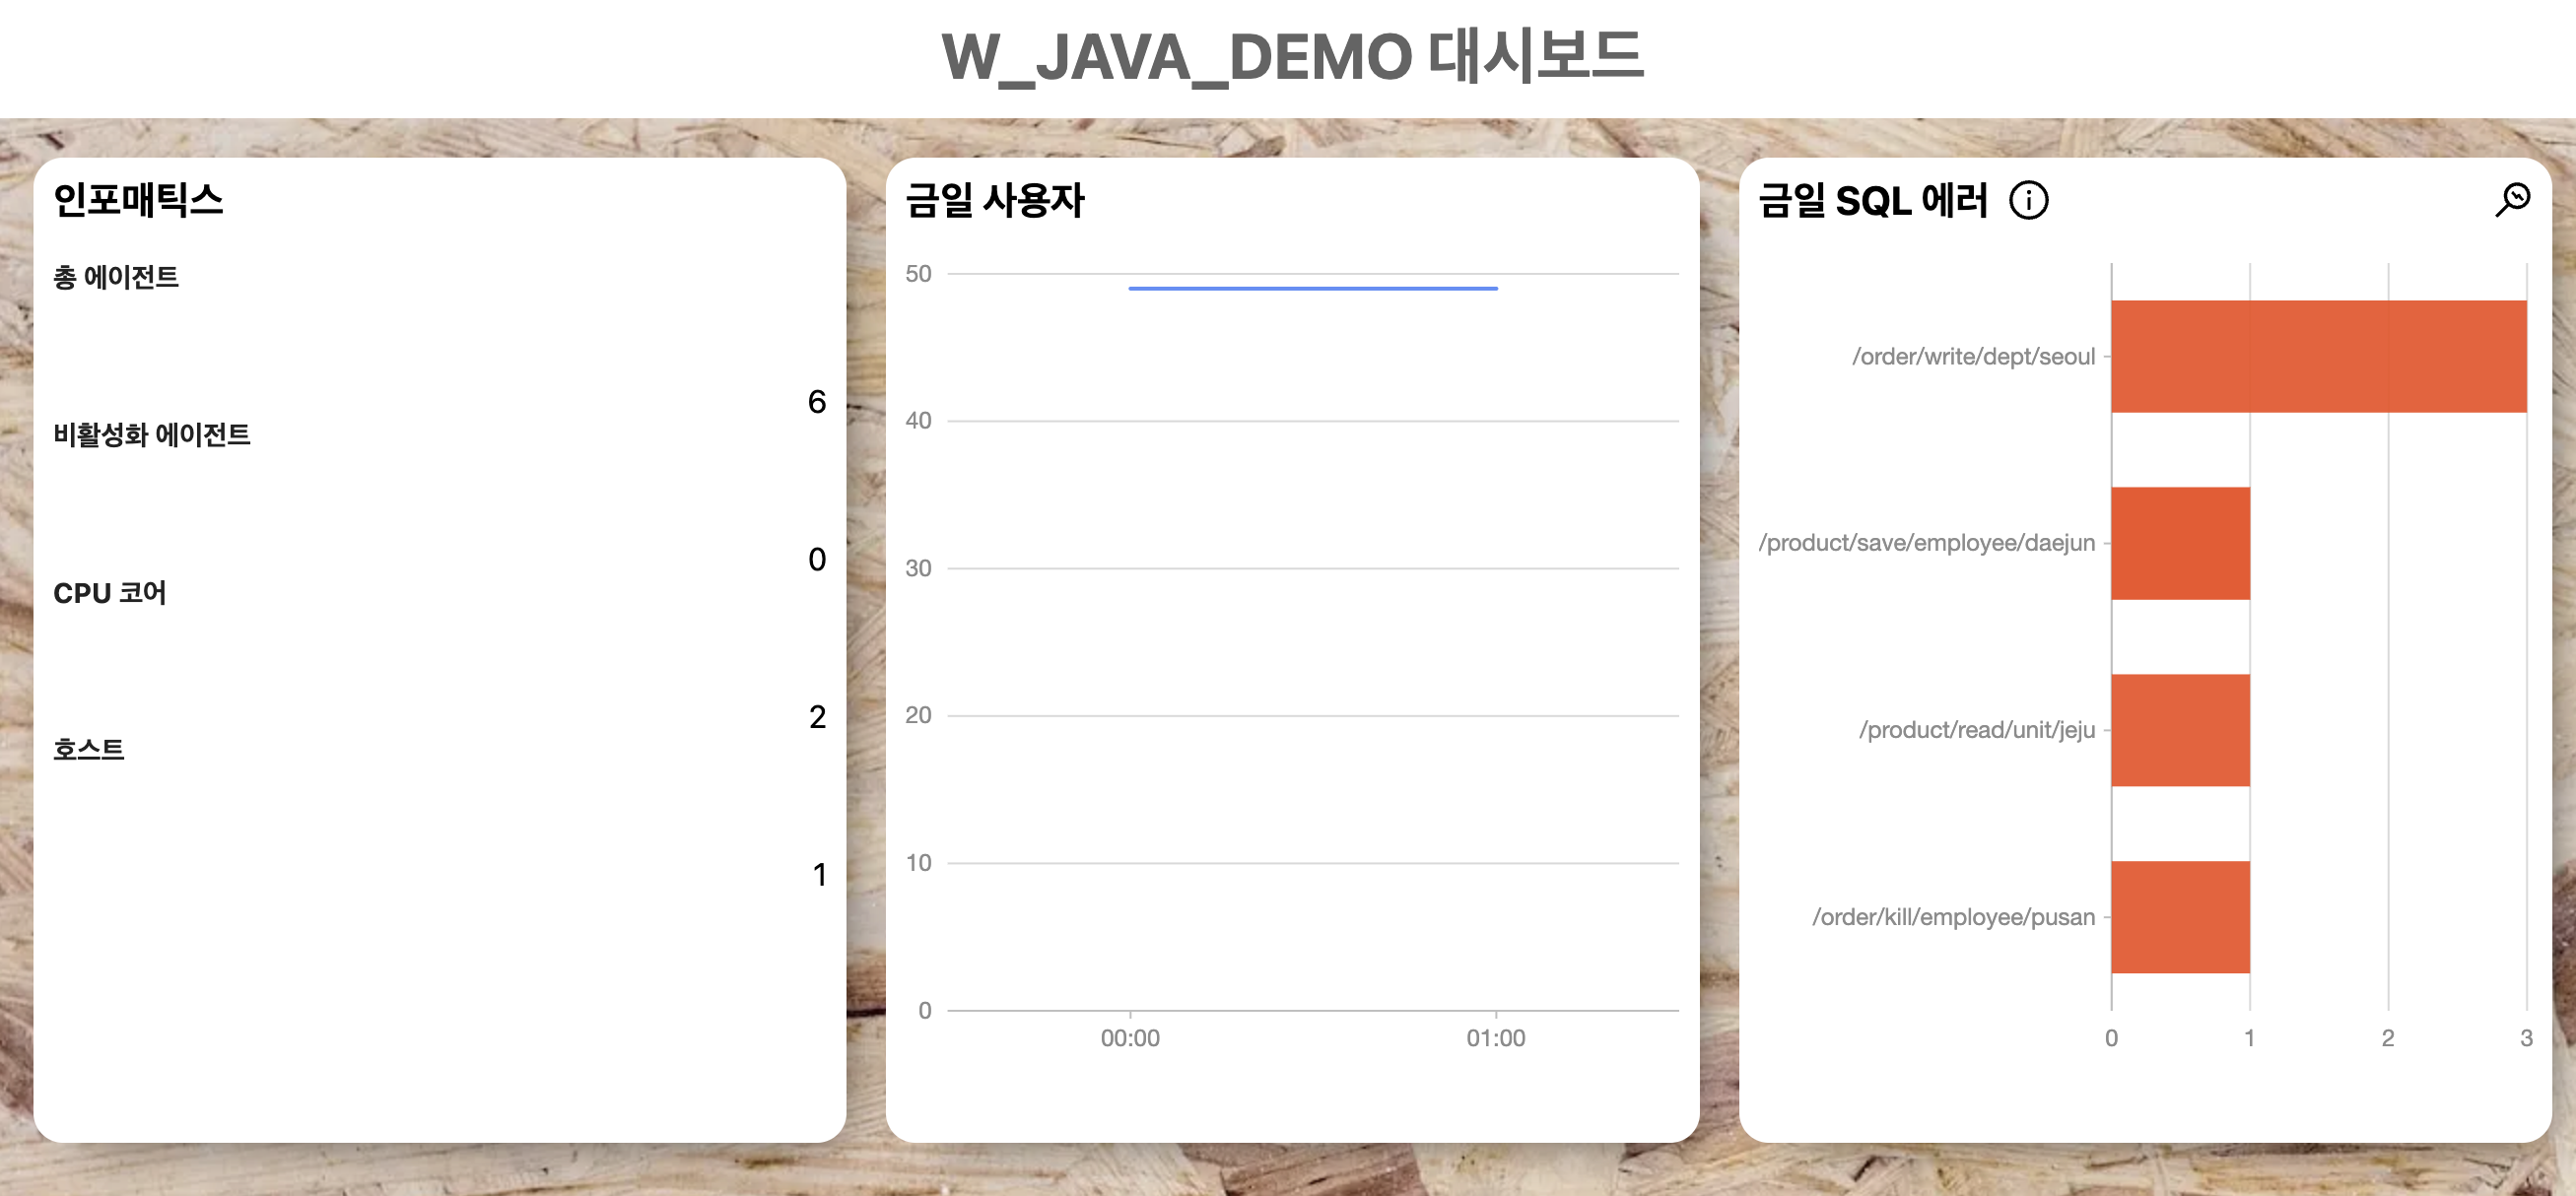 W_JAVA_DEMO 대시보드
인포매틱스
총 에이전트
6
비활성화 에이전트
0
CPU 코어
2
호스트
1
금일 사용자
50
40
30
20
10
0
00:00 01:00
금일 SQL 에러
/order/write/dept/seoul
/product/save/employee/daejun
/product/read/unit/jeju
/order/kill/employee/pusan
0 1 2 3